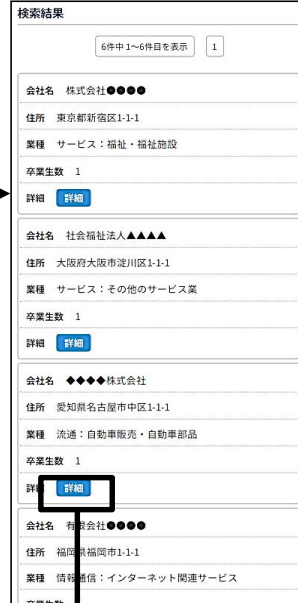 検索結果
6件中 1～6件目を表示 1
会社名 株式会社●●●●
住所 東京都新宿区1-1-1
業種 サービス：福祉・福祉施設
卒業生数 1
詳細 詳細
会社名 社会福祉法人▲▲▲▲
住所 大阪府大阪市淀川区1-1-1
業種 サービス：その他のサービス業
卒業生数 1
詳細 詳細
会社名 ◆◆◆◆株式会社
住所 愛知県名古屋市中区1-1-1
業種 流通：自動車販売・自動車部品
卒業生数 1
詳細 詳細
会社名 有限会社●●●●
住所 福岡県福岡市1-1-1
業種 情報通信：インターネット関連サービス